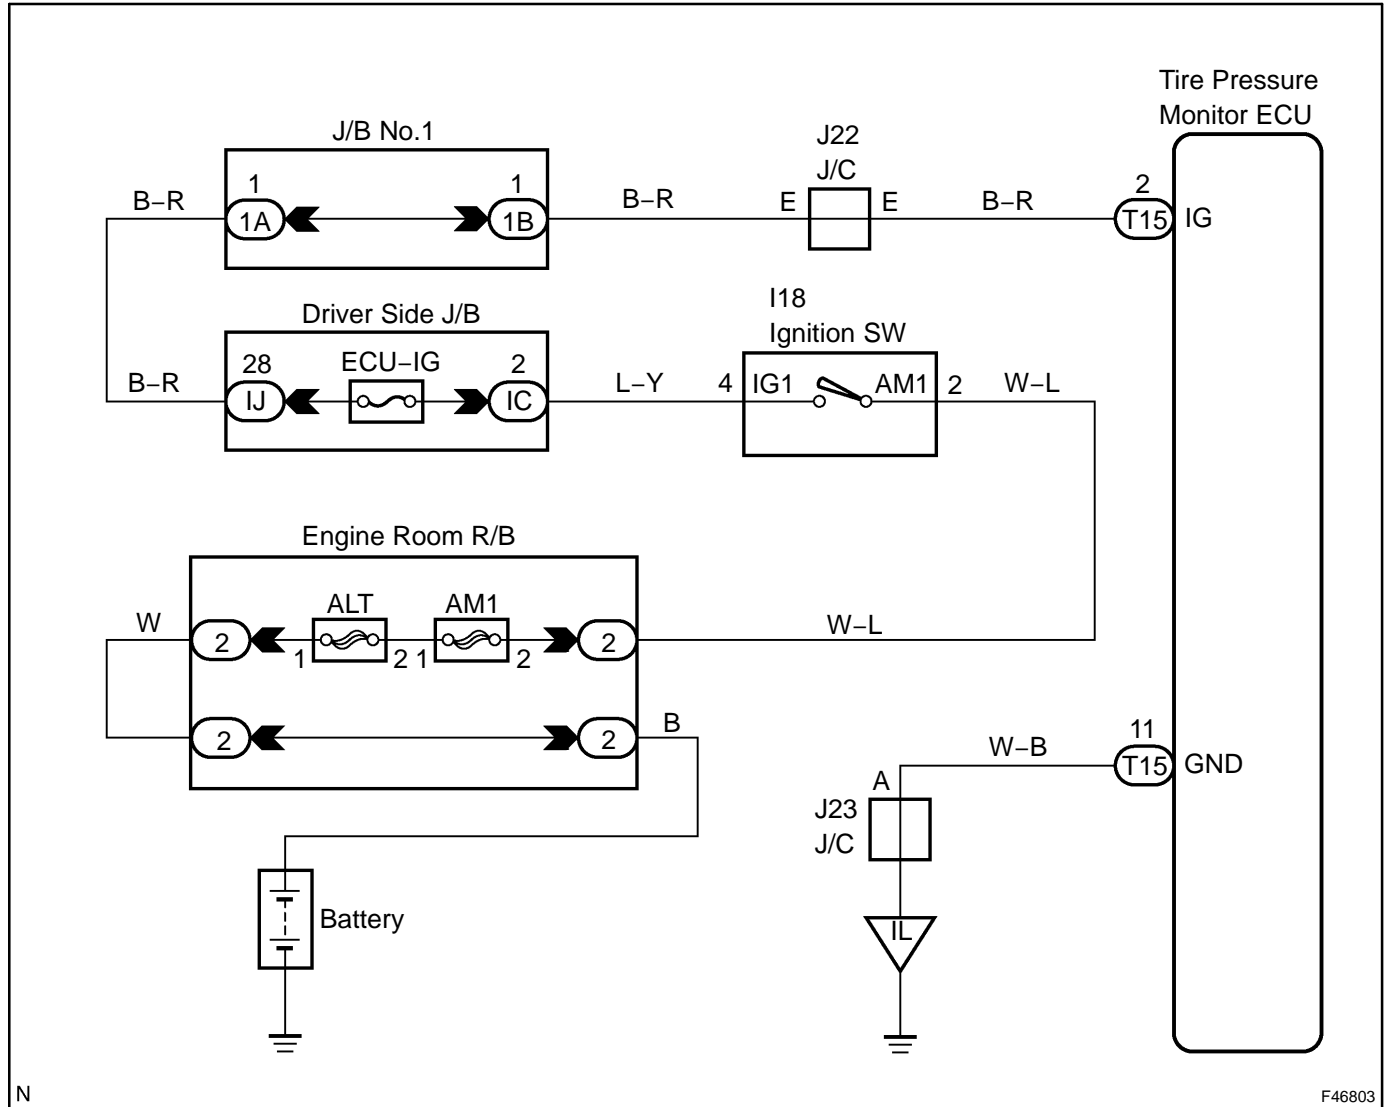 Tire Pressure
Monitor ECU
J/B No.1
J22
J/C
1
1
2
B–R
1A
1B
B–R
E
E
B–R
T15
IG
Driver Side J/B
I18
Ignition SW
28
ECU–IG
2
B–R
IJ
IC
L–Y
4
IG1
AM1
2
W–L
Engine Room R/B
ALT
AM1
W
2
1
2
1
2
2
W–L
2
2
B
11
W–B
T15
GND
A
J23
J/C
Battery
IL
N
F46803